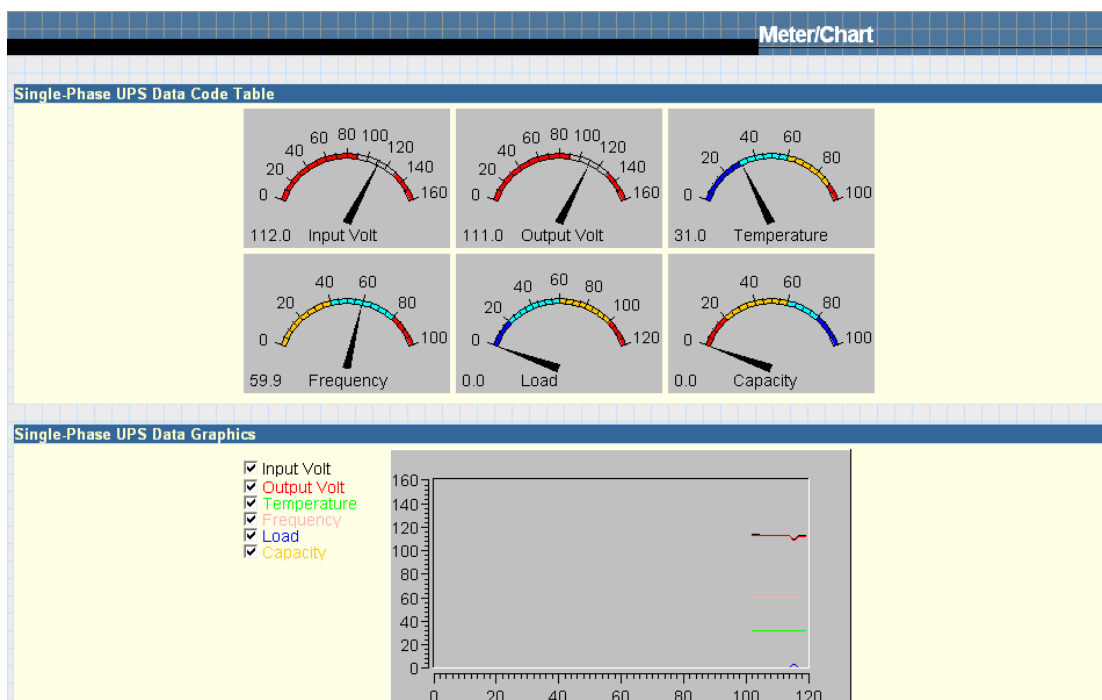 Meter/Chart
Single-Phase UPS Data Code Table
0 20 40 60 80 100 120 140 160
112.0 Input Volt
0 20 40 60 80 100 120 140 160
111.0 Output Volt
0 20 40 60 80 100
31.0 Temperature
0 20 40 60 80 100
59.9 Frequency
0 20 40 60 80 100 120
0.0 Load
0 20 40 60 80 100
0.0 Capacity
Single-Phase UPS Data Graphics
Input Volt
Output Volt
Temperature
Frequency
Load
Capacity
160
140
120
100
80
60
40
20
0
0 20 40 60 80 100 120